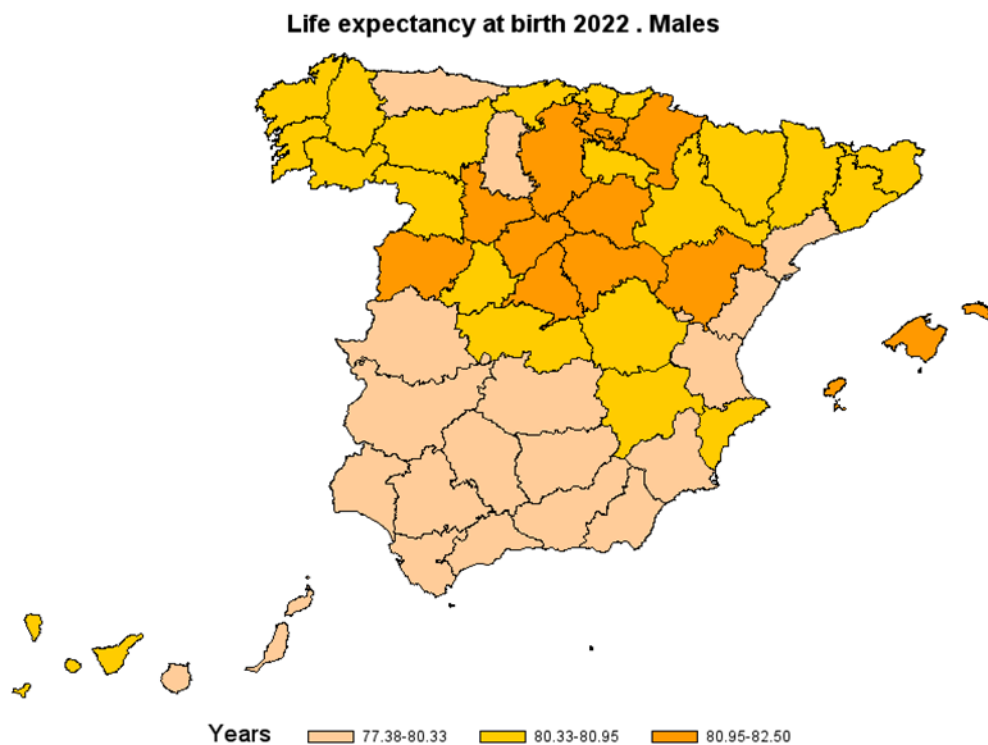 Life expectancy at birth 2022 . Males
Years 77.38-80.33 80.33-80.95 80.95-82.50